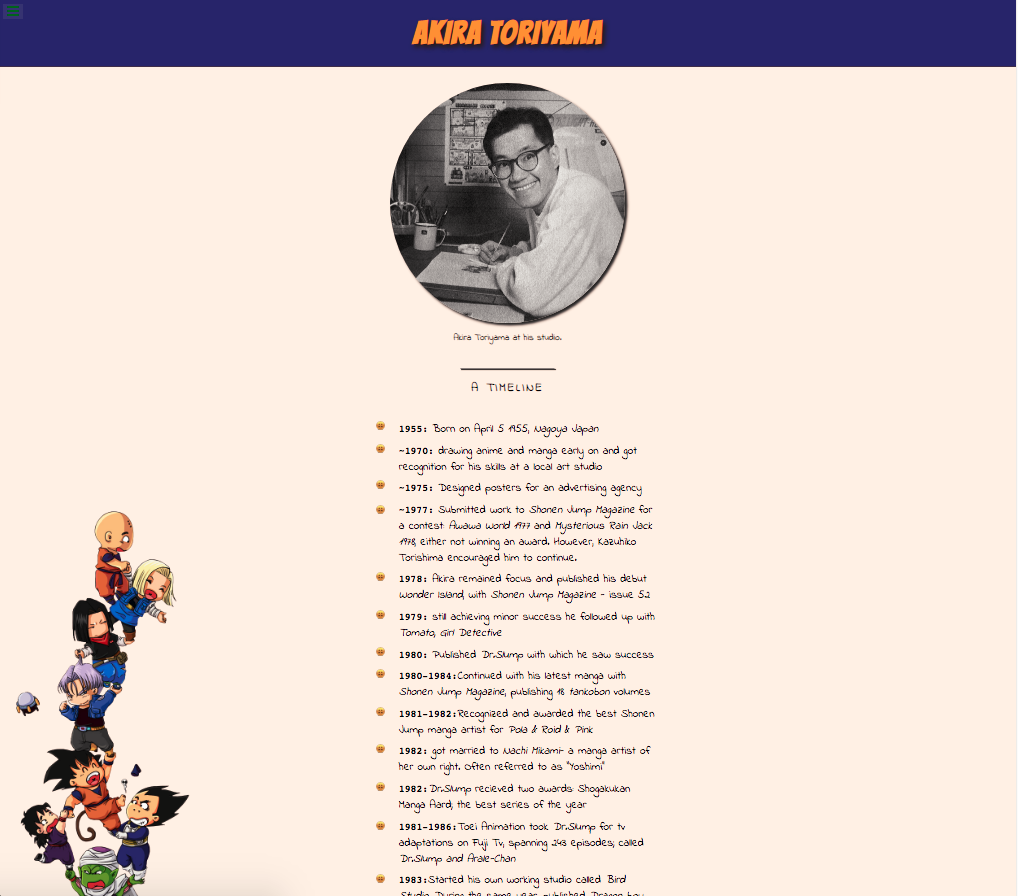 AKIRA TORIYAMA
Akira Toriyama at his studio.
A TIMELINE
1955: Born on April 5 1955, Nagoya Japan
~1970: drawing anime and manga early on and got
recognition for his skills at a local art studio
~1975: Designed posters for an advertising agency
~1977: Submitted work to Shonen Jump Magazine for
a contest: Awawa World 1977 and Mysterious Rain Jack
1978, either not winning an award. However, Kazuhiko
Torishima encouraged him to continue.
1978: Akira remained focus and published his debut
Wonder Island, with Shonen Jump Magazine - issue 52
1979: still achieving minor success he followed up with
Tomato, Girl Detective
1980: Published Dr.Slump with which he saw success
1980-1984:Continued with his latest manga with
Shonen Jump Magazine, publishing 18 tankobon volumes
1981-1982:Recognized and awarded the best Shonen
Jump manga artist for Pola & Roid & Pink
1982: got married to Nachi Mikami- a manga artist of
her own right. Often referred to as "Yoshimi"
1982: Dr.Slump recieved two awards: Shogakukan
Manga Aard, the best series of the year
1981-1986:Toei Animation took Dr.Slump for tv
adaptations on Fuji Tv, spanning 243 episodes; called
Dr.Slump and Arale-Chan
1983:Started his own working studio called Bird
Studio. During the same year, published Dragon